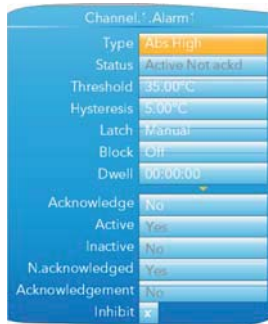 Channel.1.Alarm1
Type Abs High
Status Active Not ackd
Threshold 35.00°C
Hysteresis 5.00°C
Latch Manual
Block Off
Dwell 00:00:00
Acknowledge No
Active Yes
Inactive No
N.acknowledged Yes
Acknowledgement No
Inhibit x